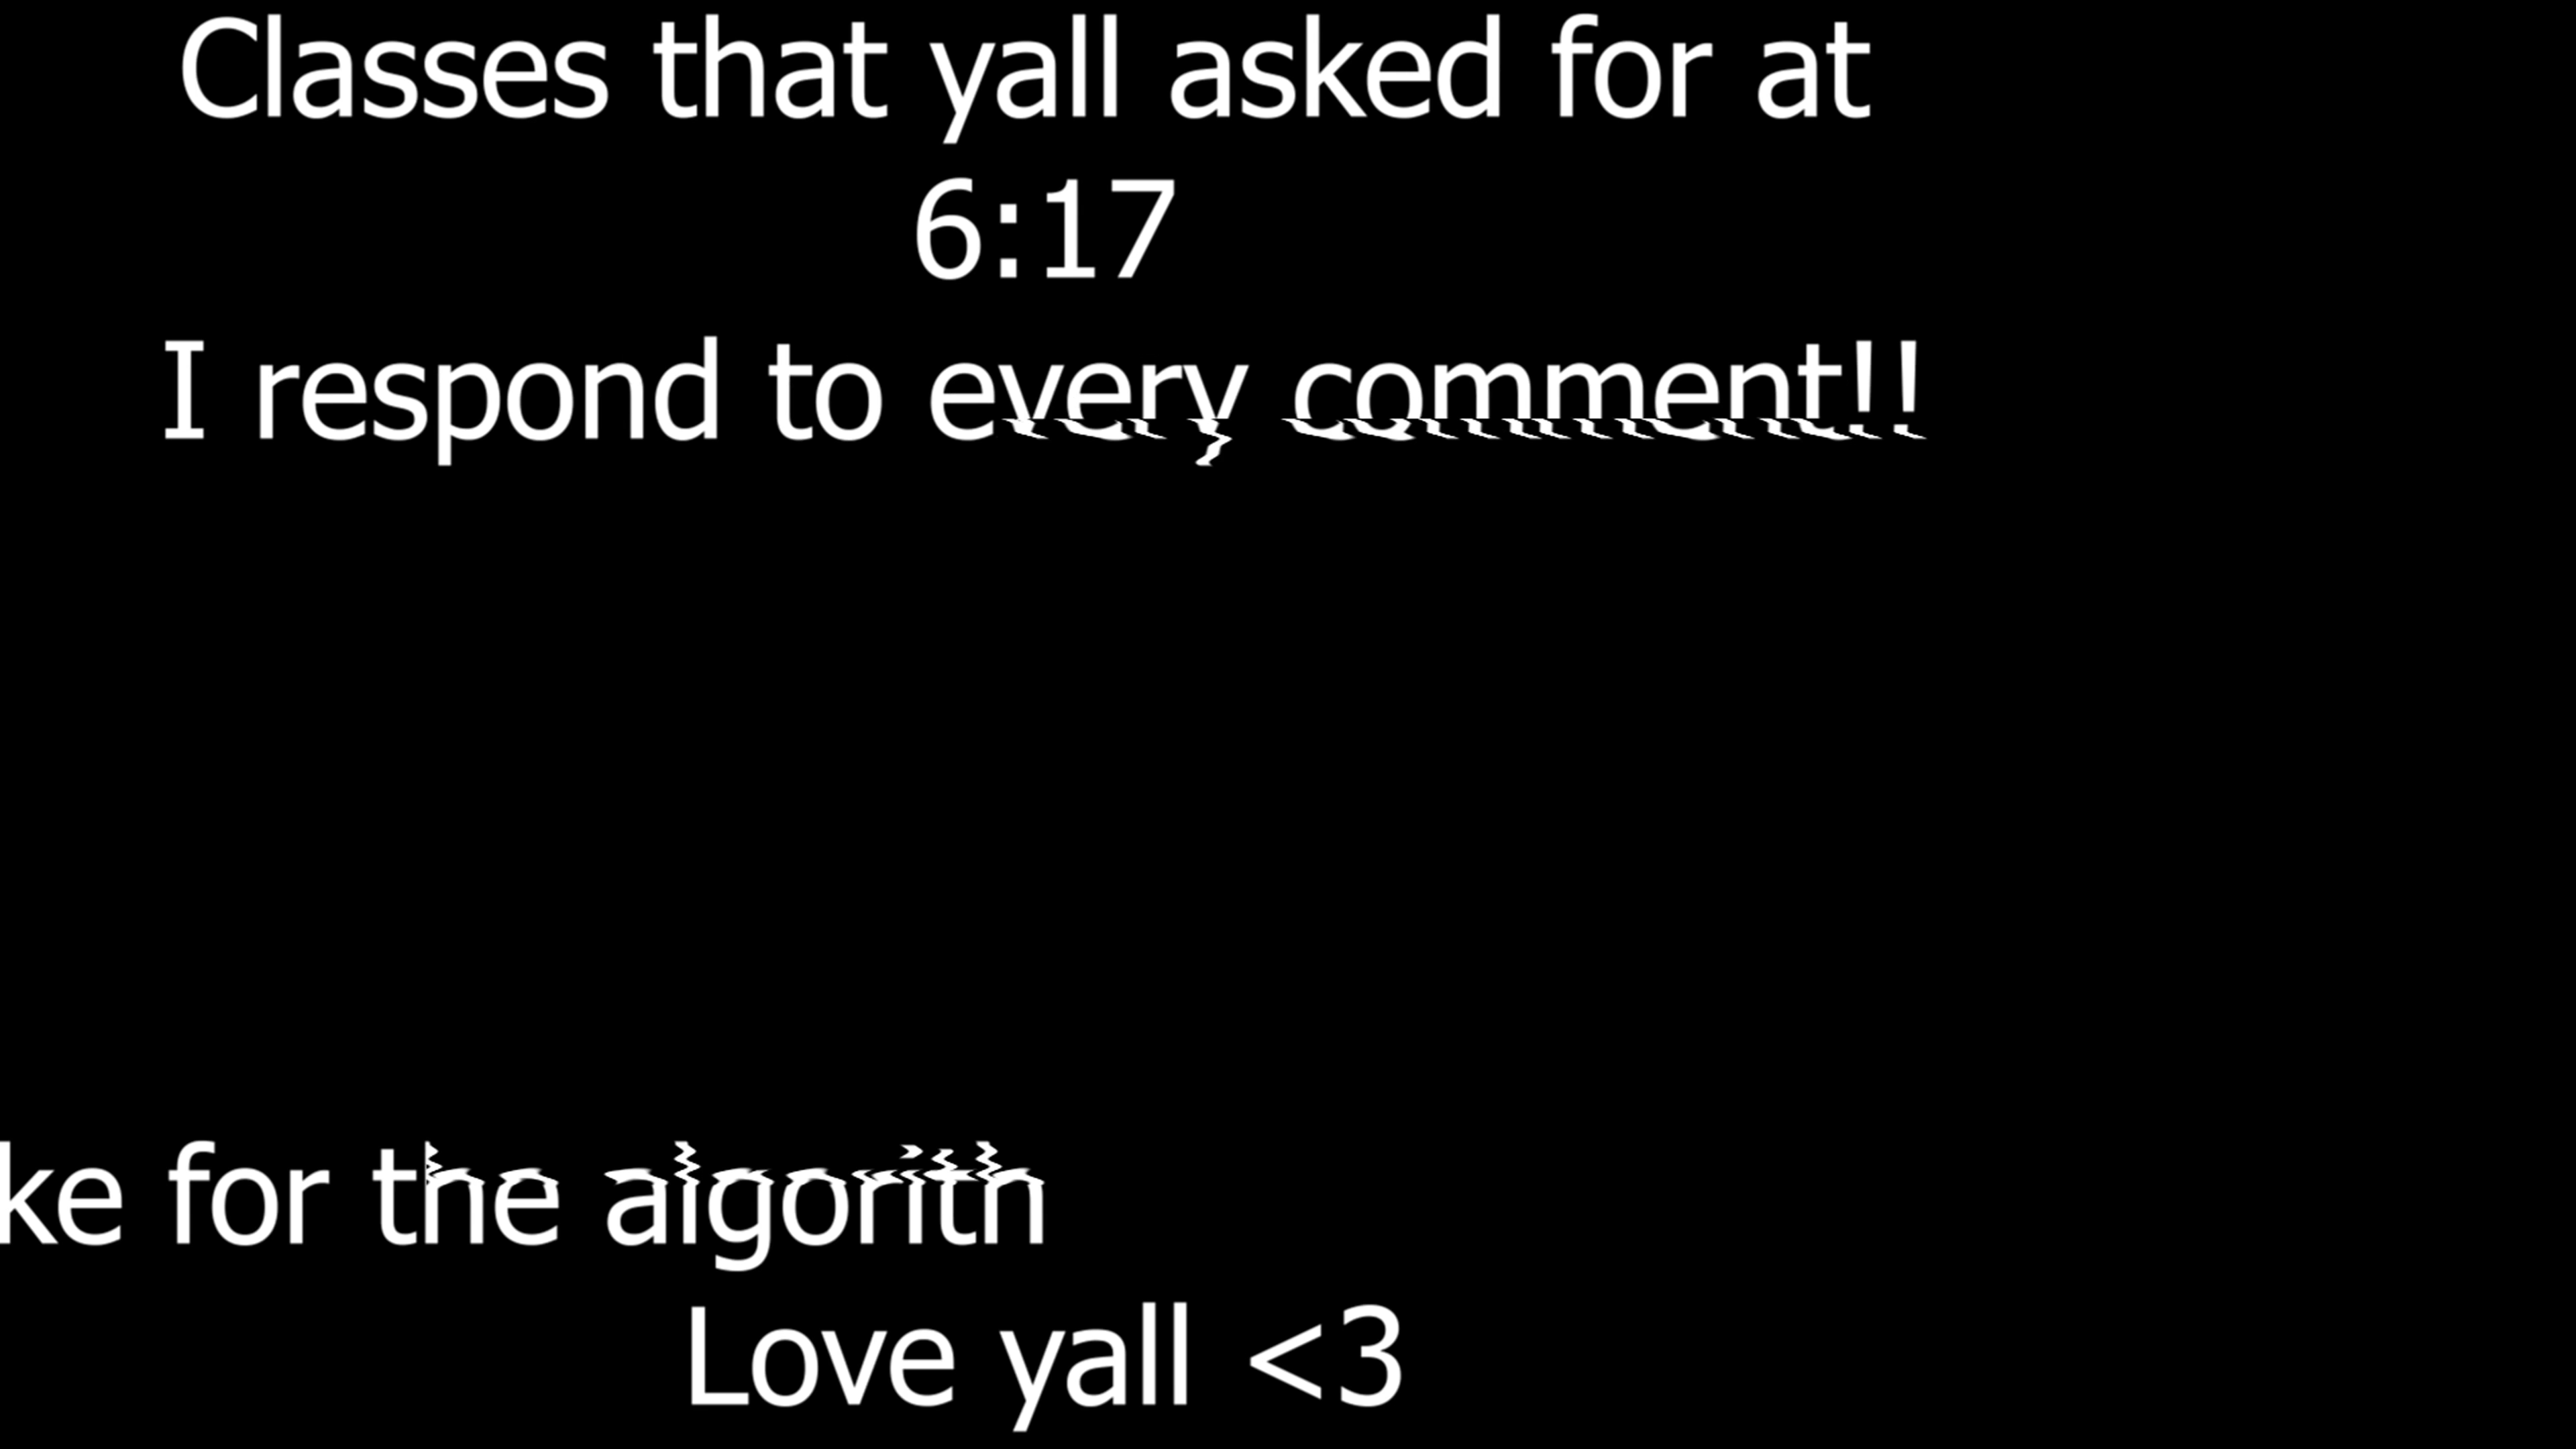 Classes that yall asked for at
6:17
I respond to every comment!!
ke for the algorith
Love yall <3